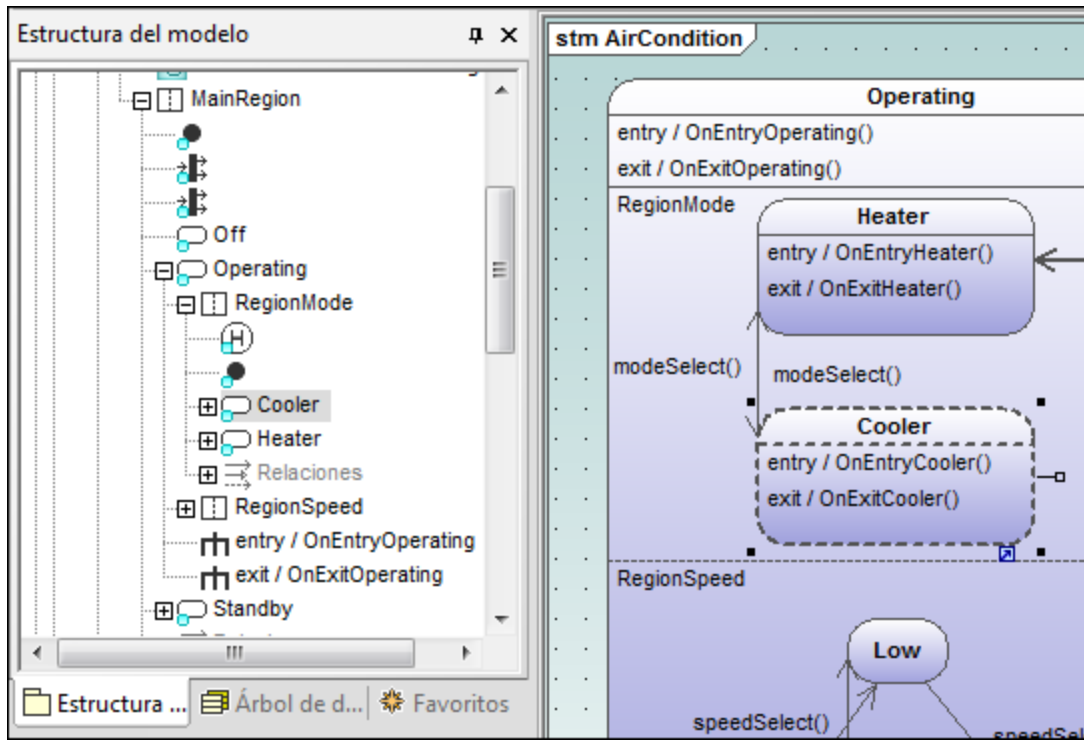 Estructura del modelo
MainRegion
Off
Operating
RegionMode
H
Cooler
Heater
Relaciones
RegionSpeed
entry / OnEntryOperating
exit / OnExitOperating
Standby
Estructura ...
Árbol de d...
Favoritos
stm AirCondition
Operating
entry / OnEntryOperating()
exit / OnExitOperating()
RegionMode
Heater
entry / OnEntryHeater()
exit / OnExitHeater()
modeSelect()
modeSelect()
Cooler
entry / OnEntryCooler()
exit / OnExitCooler()
RegionSpeed
Low
speedSelect()